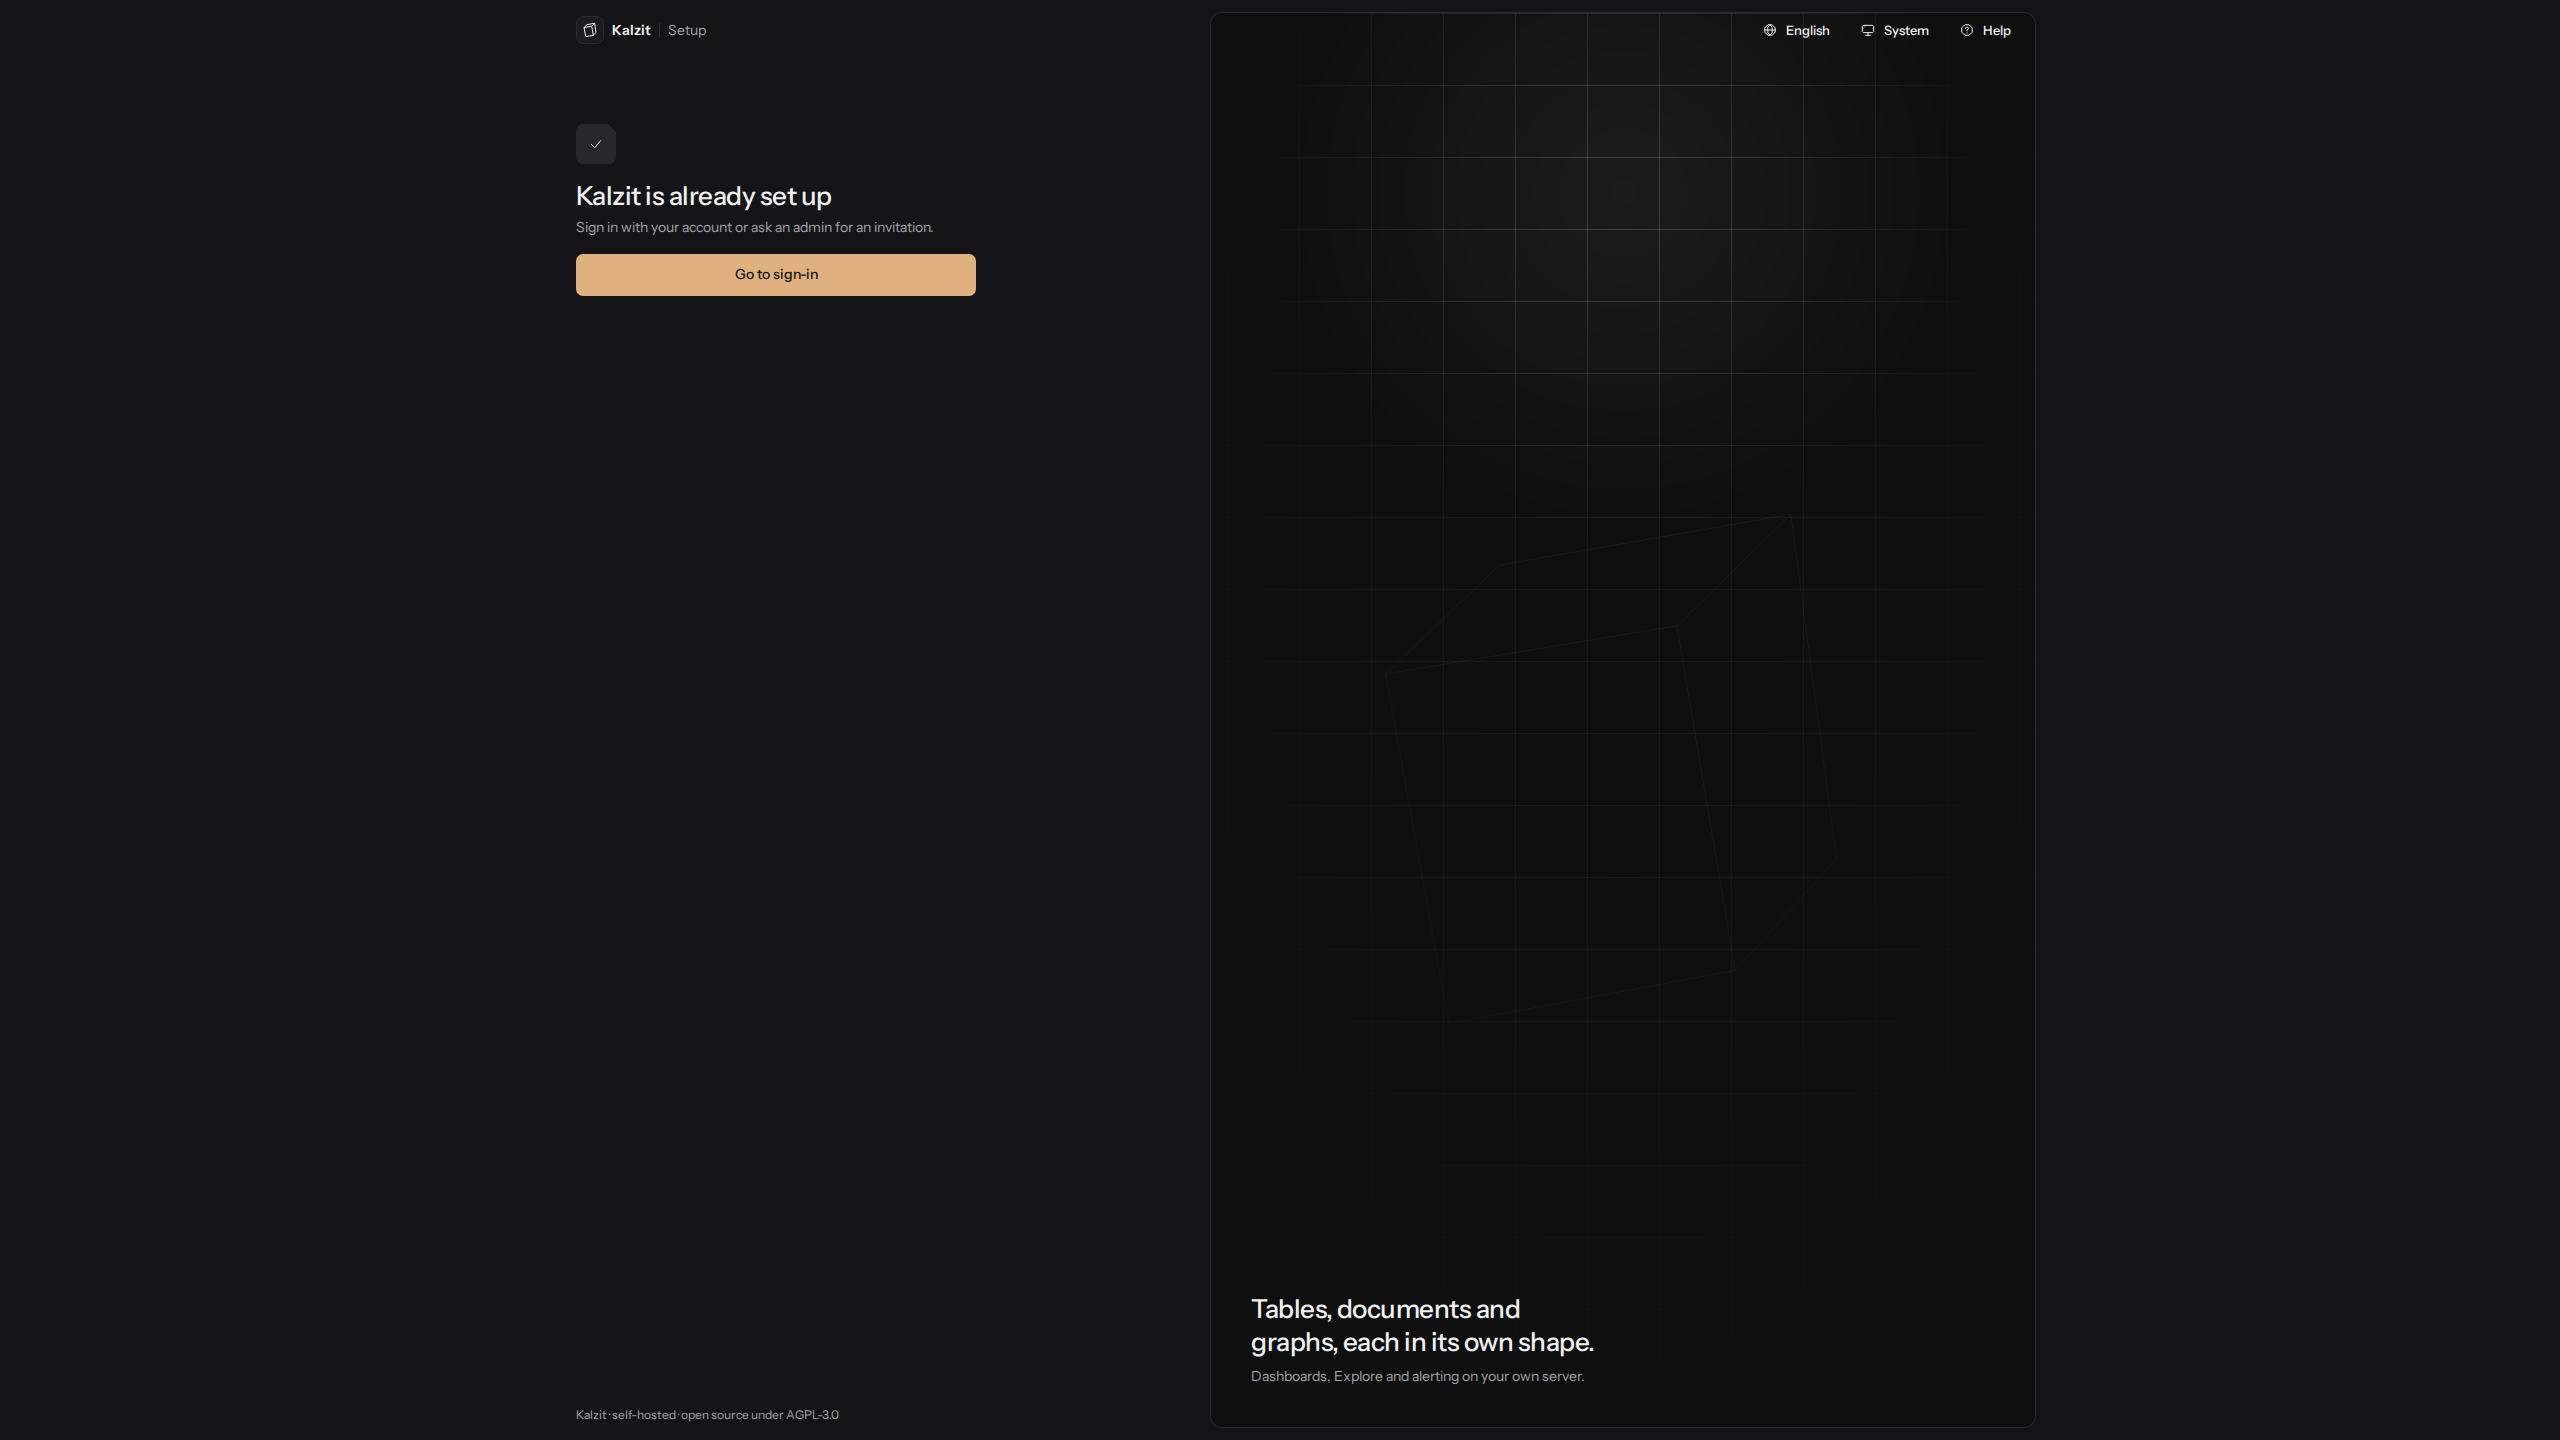 Kalzit
Setup
English
System
Help
Kalzit is already set up
Sign in with your account or ask an admin for an invitation.
Go to sign-in
Tables, documents and
graphs, each in its own shape.
Dashboards, Explore and alerting on your own server.
Kalzit · self-hosted · open source under AGPL-3.0